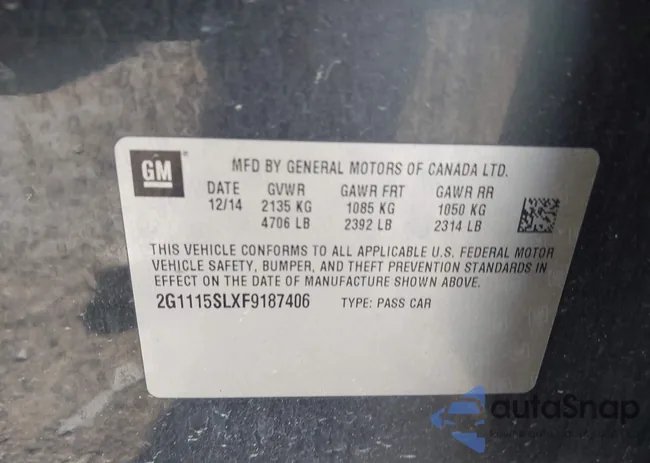 GM
MFD BY GENERAL MOTORS OF CANADA LTD.
DATE GVWR GAWR FRT GAWR RR
12/14 2135 KG 1085 KG 1050 KG
4706 LB 2392 LB 2314 LB
THIS VEHICLE CONFORMS TO ALL APPLICABLE U.S. FEDERAL MOTOR
VEHICLE SAFETY, BUMPER, AND THEFT PREVENTION STANDARDS IN
EFFECT ON THE DATE OF MANUFACTURE SHOWN ABOVE.
2G1115SLXF9187406 TYPE: PASS CAR
autoSnap